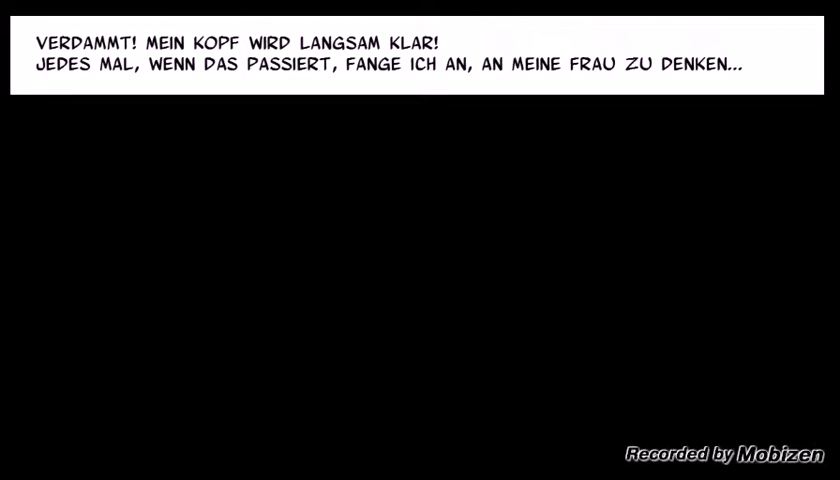 VERDAMMT! MEIN KOPF WIRD LANGSAM KLAR!
JEDES MAL, WENN DAS PASSIERT, FANGE ICH AN, AN MEINE FRAU ZU DENKEN...
Recorded by Mobizen